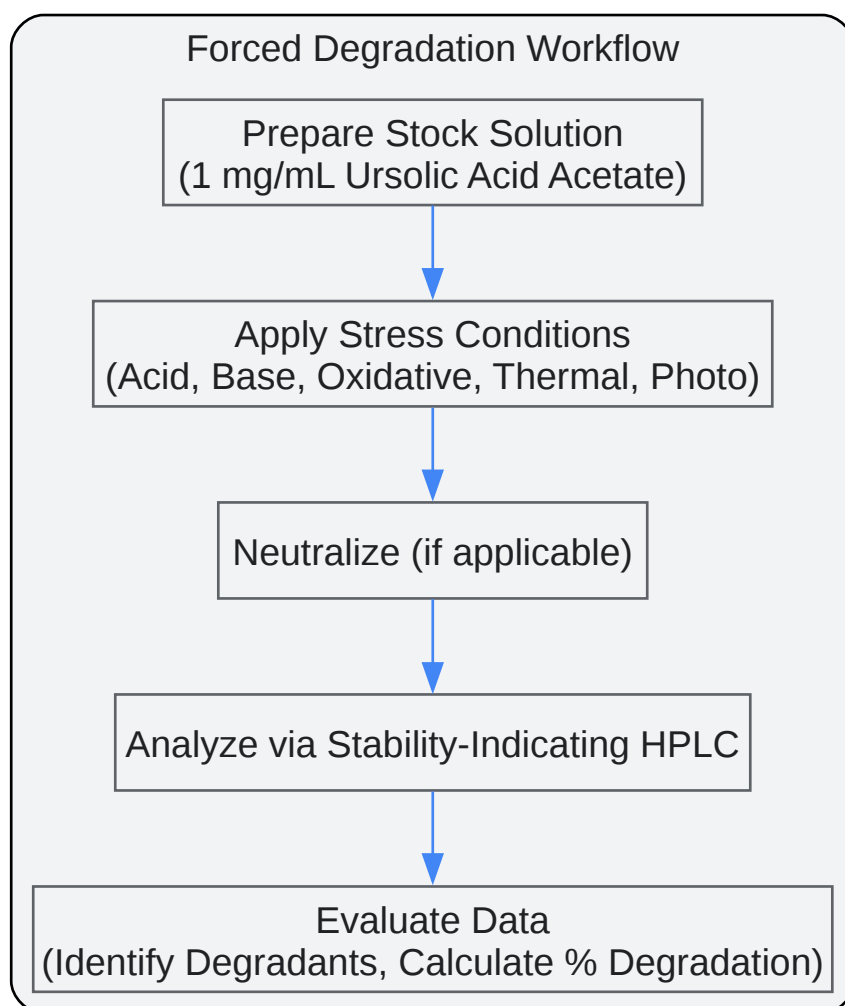 Forced Degradation Workflow
Prepare Stock Solution
(1 mg/mL Ursolic Acid Acetate)
Apply Stress Conditions
(Acid, Base, Oxidative, Thermal, Photo)
Neutralize (if applicable)
Analyze via Stability-Indicating HPLC
Evaluate Data
(Identify Degradants, Calculate % Degradation)